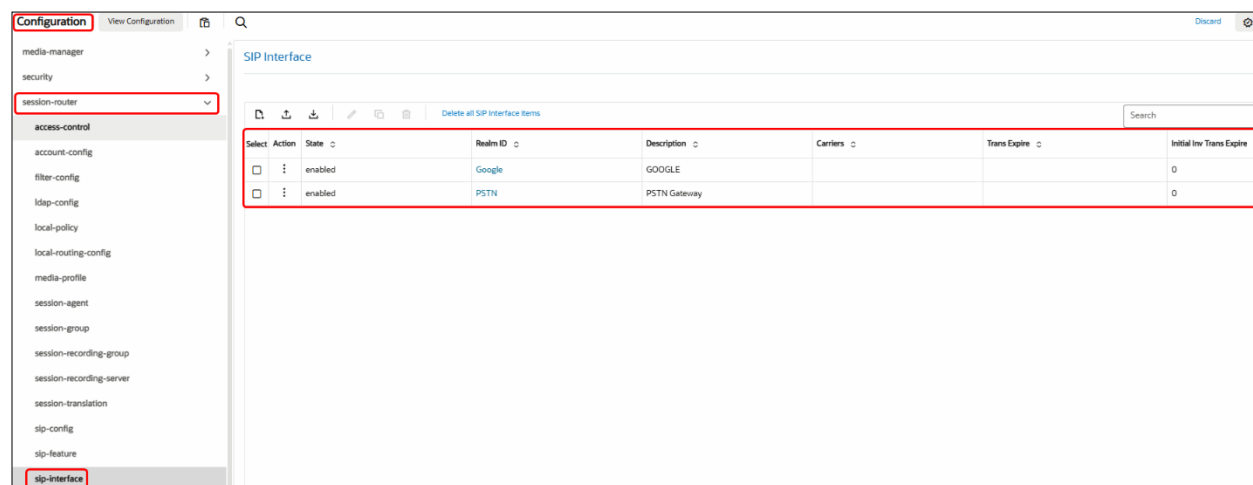 Configuration View Configuration Discard
media-manager
security
session-router
access-control
account-config
filter-config
ldap-config
local-policy
local-routing-config
media-profile
session-agent
session-group
session-recording-group
session-recording-server
session-translation
sip-config
sip-feature
sip-interface
SIP Interface
Delete all SIP Interface items Search
Select Action State Realm ID Description Carriers Trans Expire Initial Inv Trans Expire
enabled Google GOOGLE 0
enabled PSTN PSTN Gateway 0